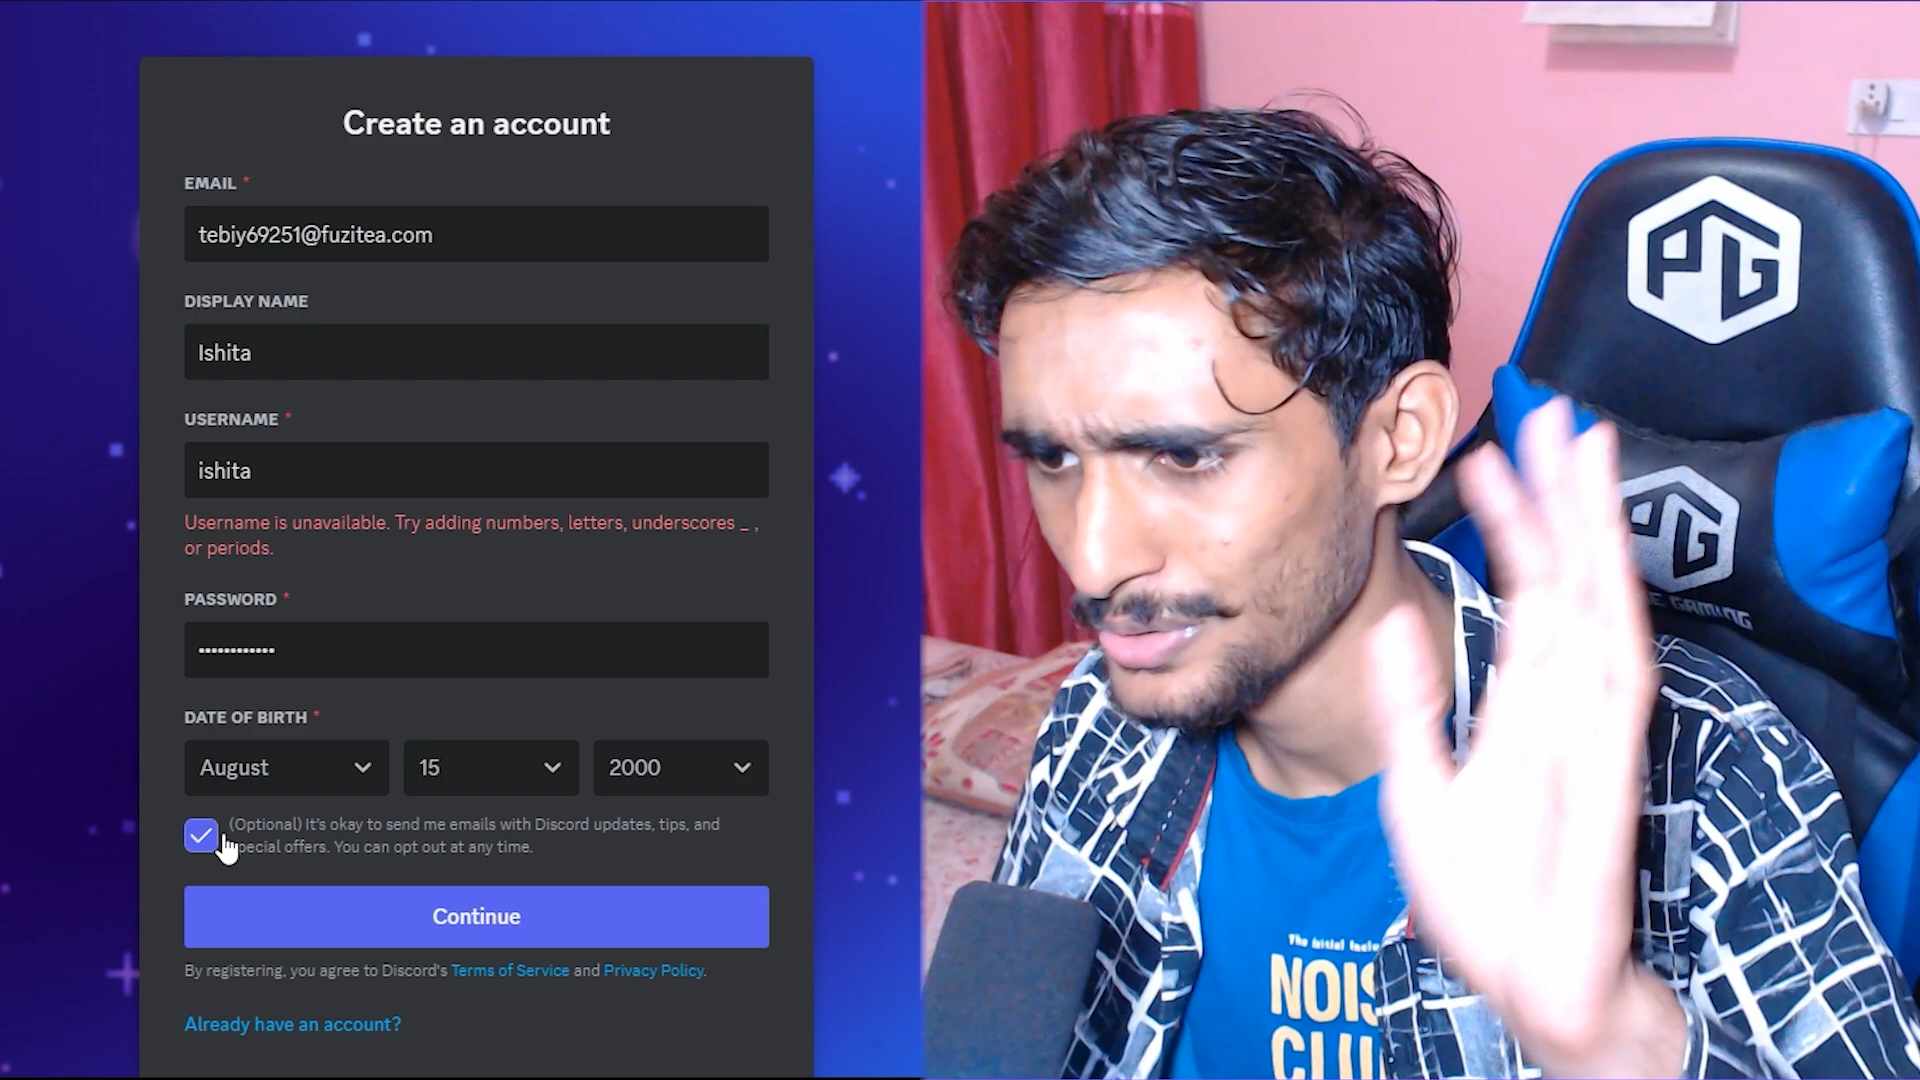 Create an account
EMAIL *
tebiy69251@fuzitea.com
DISPLAY NAME
Ishita
USERNAME *
ishita
Username is unavailable. Try adding numbers, letters, underscores _ ,
or periods.
PASSWORD *
DATE OF BIRTH *
August 15 2000
(Optional) It's okay to send me emails with Discord updates, tips, and
special offers. You can opt out at any time.
Continue
By registering, you agree to Discord's Terms of Service and Privacy Policy.
Already have an account?
PG
PG
GAMING
The
NOIS
CLU